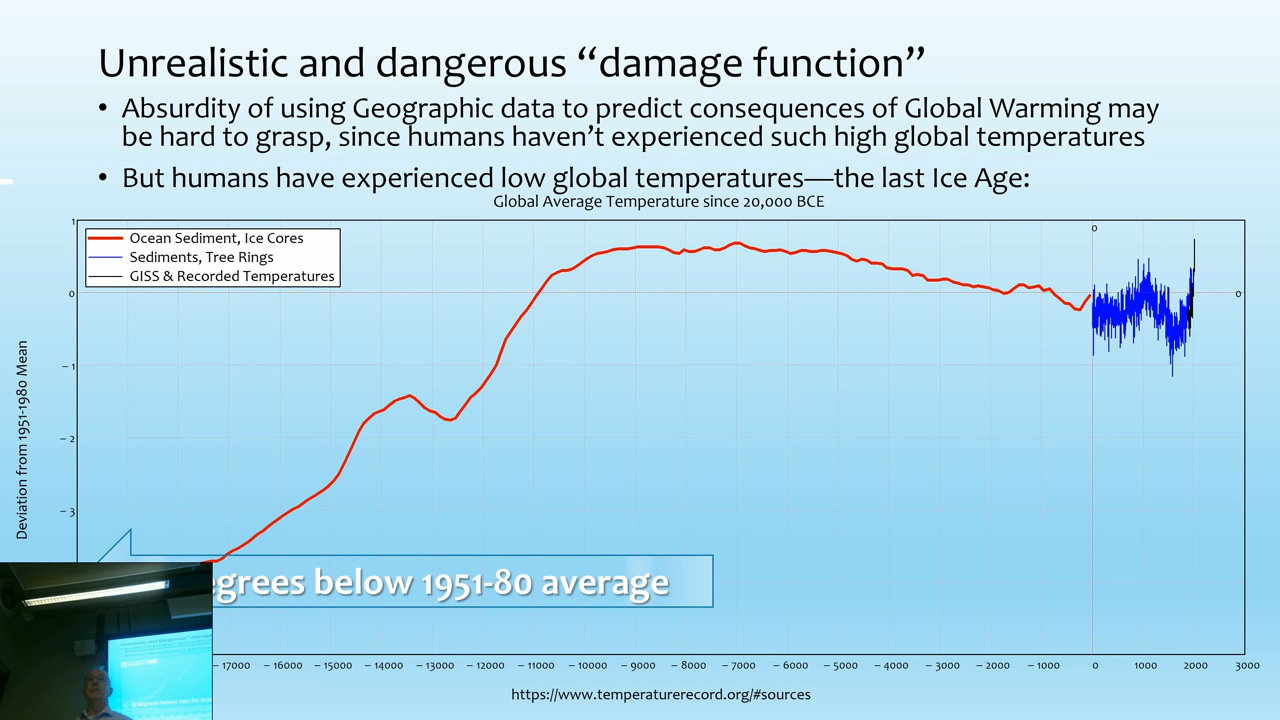 Unrealistic and dangerous “damage function”
• Absurdity of using Geographic data to predict consequences of Global Warming may
be hard to grasp, since humans haven’t experienced such high global temperatures
• But humans have experienced low global temperatures—the last Ice Age:
Global Average Temperature since 20,000 BCE
Ocean Sediment, Ice Cores
Sediments, Tree Rings
GISS & Recorded Temperatures
Deviation from 1951-1980 Mean
1
0
– 1
– 2
– 3
0
0
egrees below 1951-80 average
– 17000 – 16000 – 15000 – 14000 – 13000 – 12000 – 11000 – 10000 – 9000 – 8000 – 7000 – 6000 – 5000 – 4000 – 3000 – 2000 – 1000 0 1000 2000 3000
https://www.temperaturerecord.org/#sources